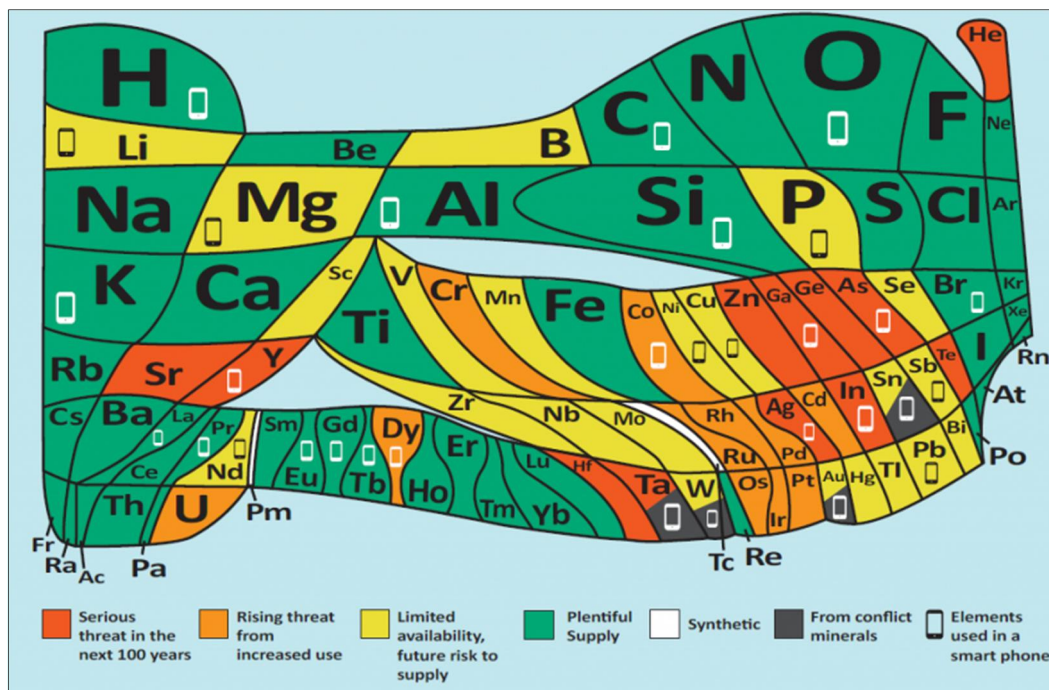 H
He
Li
Be
B
C
N
O
F
Ne
Na
Mg
Al
Si
P
S
Cl
Ar
K
Ca
Sc
Ti
V
Cr
Mn
Fe
Co
Ni
Cu
Zn
Ga
Ge
As
Se
Br
Kr
Rb
Sr
Y
Zr
Nb
Mo
Tc
Ru
Rh
Pd
Ag
Cd
In
Sn
Sb
Te
I
Xe
Cs
Ba
La
Ce
Pr
Nd
Pm
Sm
Eu
Gd
Tb
Dy
Ho
Er
Tm
Yb
Lu
Hf
Ta
W
Re
Os
Ir
Pt
Au
Hg
Tl
Pb
Bi
Po
At
Rn
Fr
Ra
Ac
Th
Pa
U
Serious
threat in the
next 100 years
Rising threat
from
increased use
Limited
availability,
future risk to
supply
Plentiful
Supply
Synthetic
From conflict
minerals
Elements
used in a
smart phone